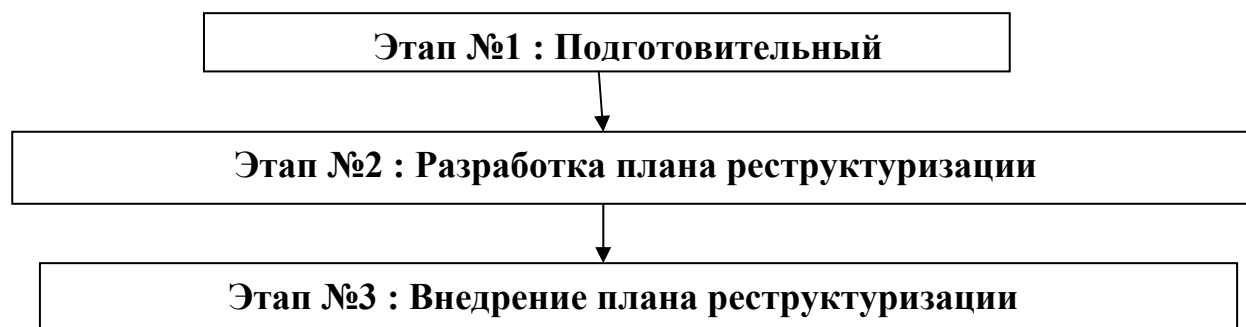 Этап №1 : Подготовительный
Этап №2 : Разработка плана реструктуризации
Этап №3 : Внедрение плана реструктуризации